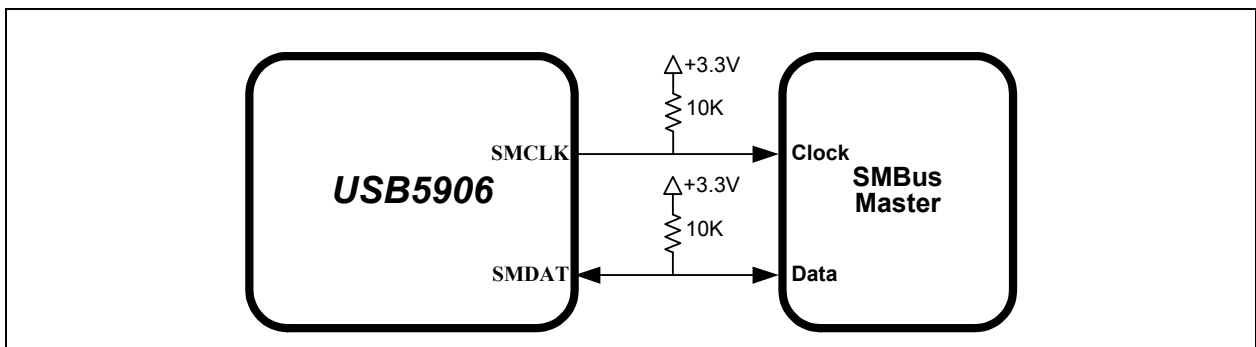 +3.3V
10K
SMCLK
Clock
USB5906
SMBus
Master
+3.3V
10K
SMDAT
Data